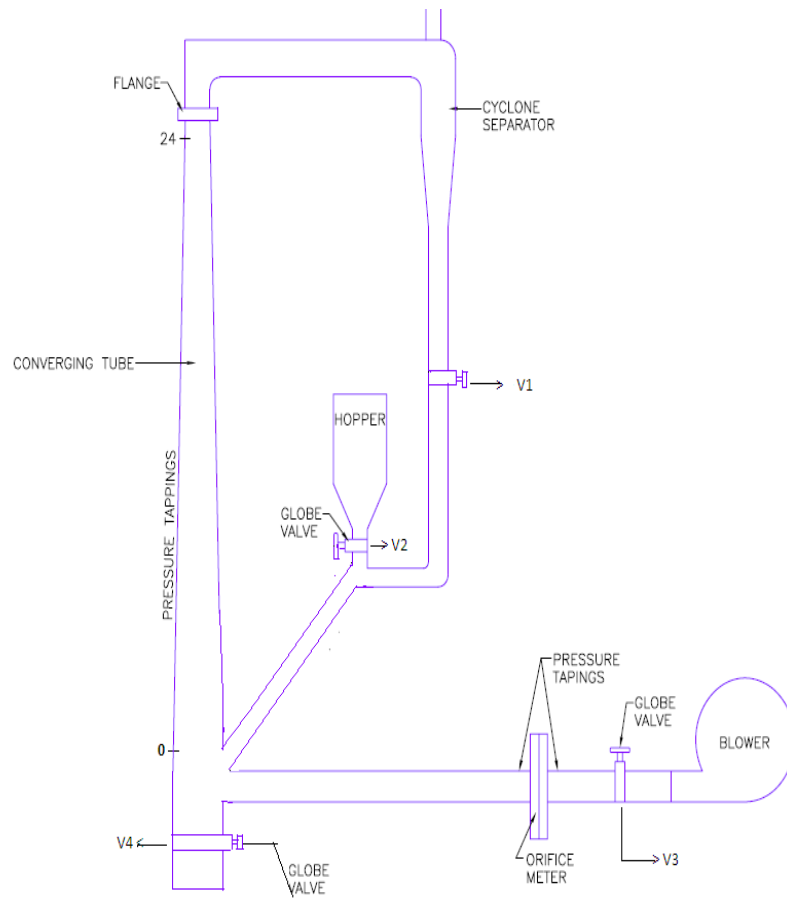 FLANGE
24
CYCLONE
SEPARATOR
CONVERGING TUBE
V1
HOPPER
GLOBE
VALVE
V2
PRESSURE TAPPINGS
PRESSURE
TAPINGS
GLOBE
VALVE
BLOWER
0
V4
GLOBE
VALVE
ORIFICE
METER
V3